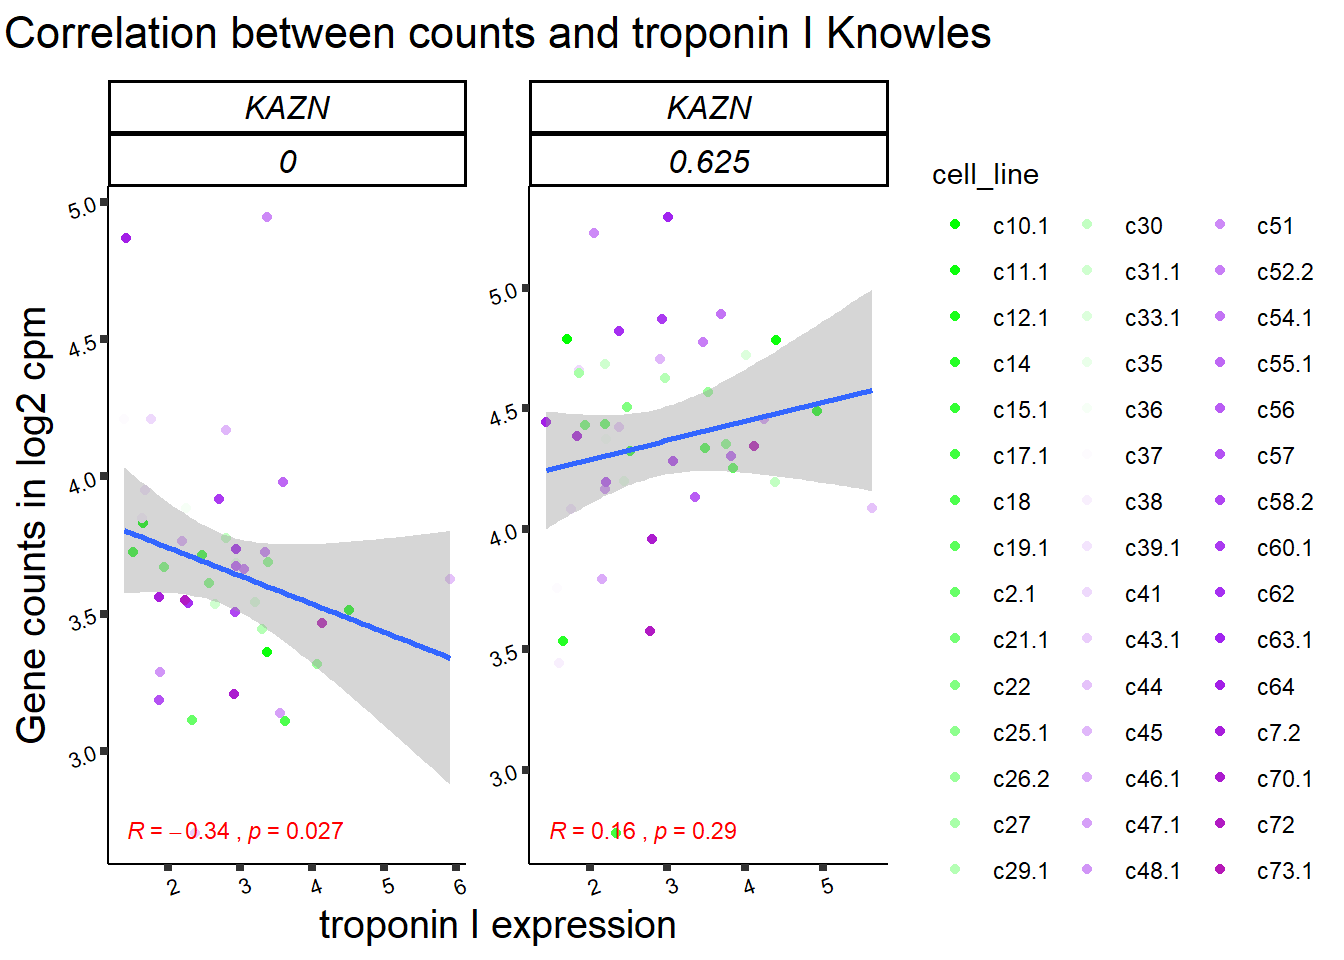 Correlation between counts and troponin I Knowles
KAZN
0
KAZN
0.625
Gene counts in log2 cpm
5.0
4.5
4.0
3.5
3.0
R = −0.34 , p = 0.027
2
3
4
5
6
5.0
4.5
4.0
3.5
3.0
R = 0.16 , p = 0.29
2
3
4
5
troponin I expression
cell_line
c10.1
c11.1
c12.1
c14
c15.1
c17.1
c18
c19.1
c2.1
c21.1
c22
c25.1
c26.2
c27
c29.1
c30
c31.1
c33.1
c35
c36
c37
c38
c39.1
c41
c43.1
c44
c45
c46.1
c47.1
c48.1
c51
c52.2
c54.1
c55.1
c56
c57
c58.2
c60.1
c62
c63.1
c64
c7.2
c70.1
c72
c73.1